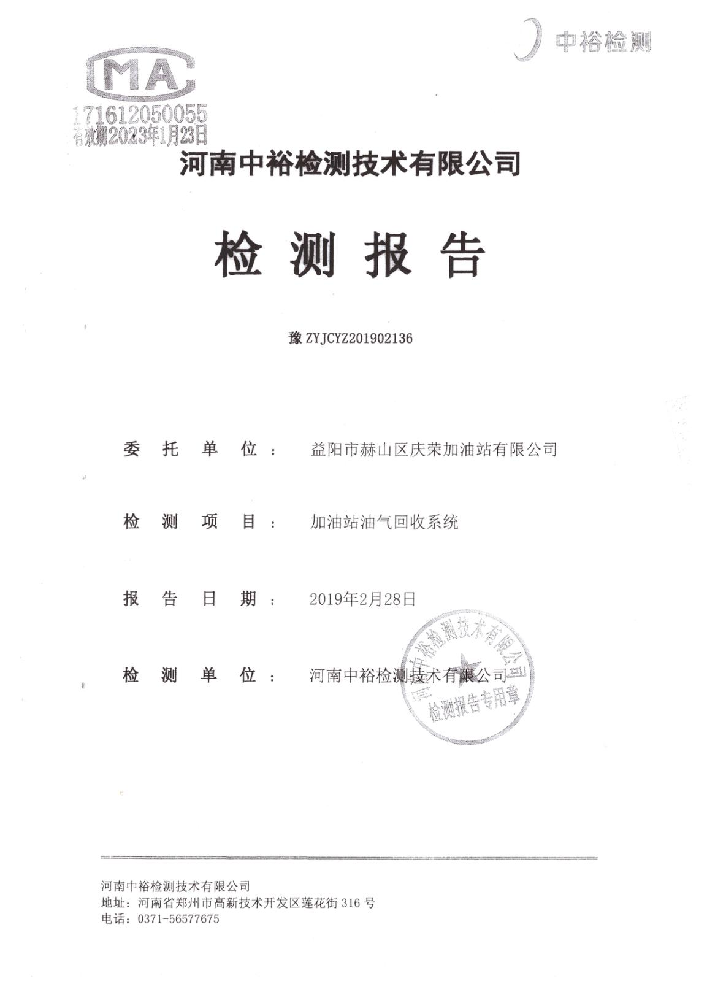 中裕检测
MA
171612050055
有效期2023年1月23日
河南中裕检测技术有限公司
检测报告
豫 ZYJCYZ201902136
委托单位： 益阳市赫山区庆荣加油站有限公司
检测项目： 加油站油气回收系统
报告日期： 2019年2月28日
检测单位： 河南中裕检测技术有限公司
河南中裕检测技术有限公司
检测报告专用章
河南中裕检测技术有限公司
地址：河南省郑州市高新技术开发区莲花街 316 号
电话：0371-56577675